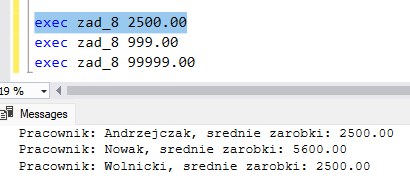 exec zad_8 2500.00
exec zad_8 999.00
exec zad_8 99999.00
19 %
Messages
Pracownik: Andrzejczak, srednie zarobki: 2500.00
Pracownik: Nowak, srednie zarobki: 5600.00
Pracownik: Wolnicki, srednie zarobki: 2500.00